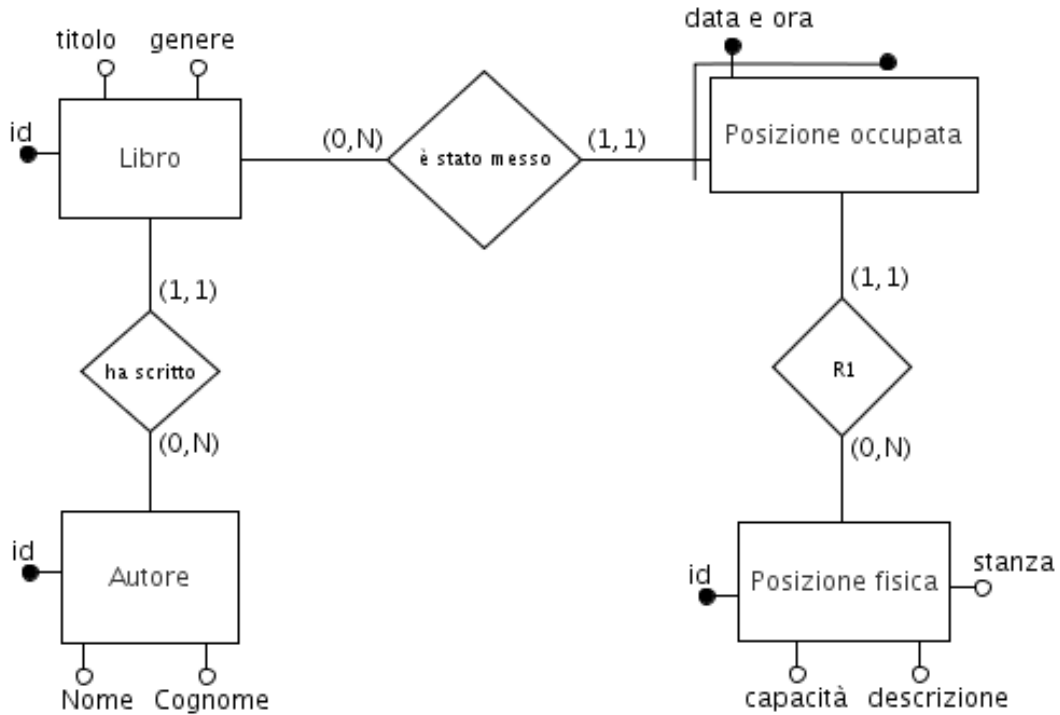 data e ora
titolo genere
id
Libro
(0,N)
è stato messo
(1,1)
Posizione occupata
(1,1)
(1,1)
ha scritto
R1
(0,N)
(0,N)
id
Autore
Nome Cognome
id
Posizione fisica
stanza
capacità descrizione